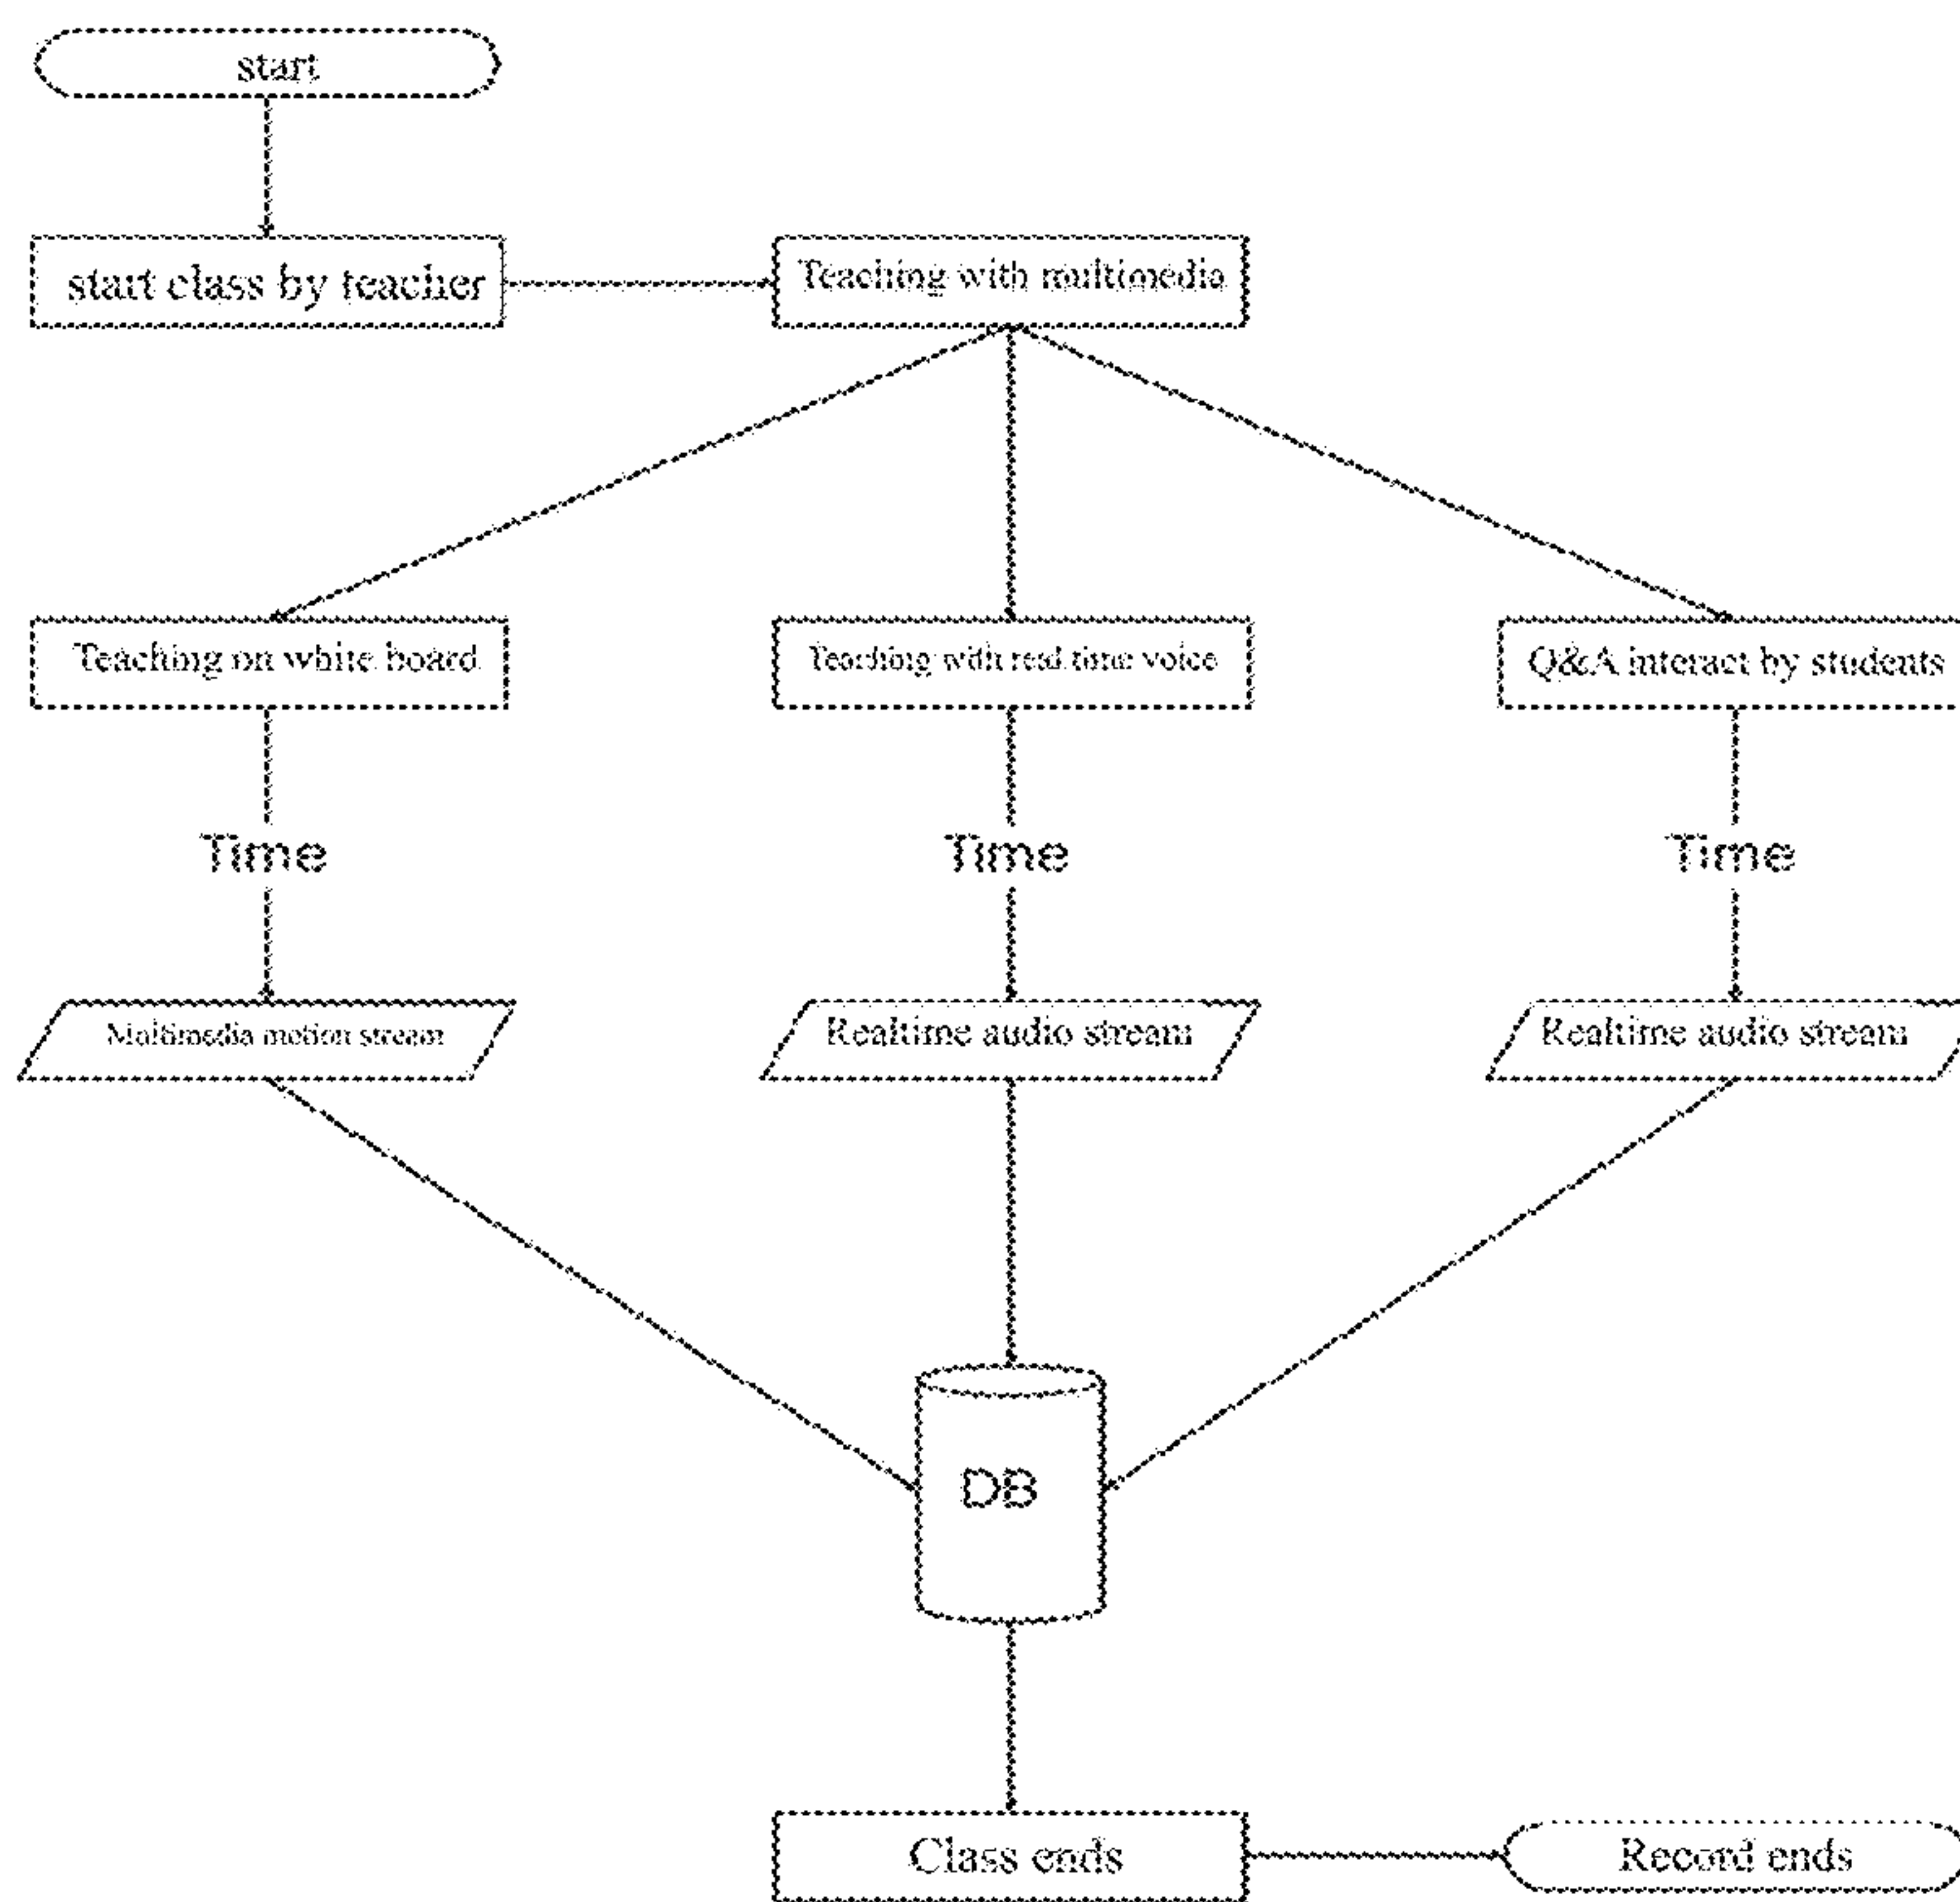 start
start class by teacher
Teaching with multimedia
Teaching on white board
Teaching with real time voice
Q&A interact by students
Time
Time
Time
Multimedia motion stream
Realtime audio stream
Realtime audio stream
DB
Class ends
Record ends